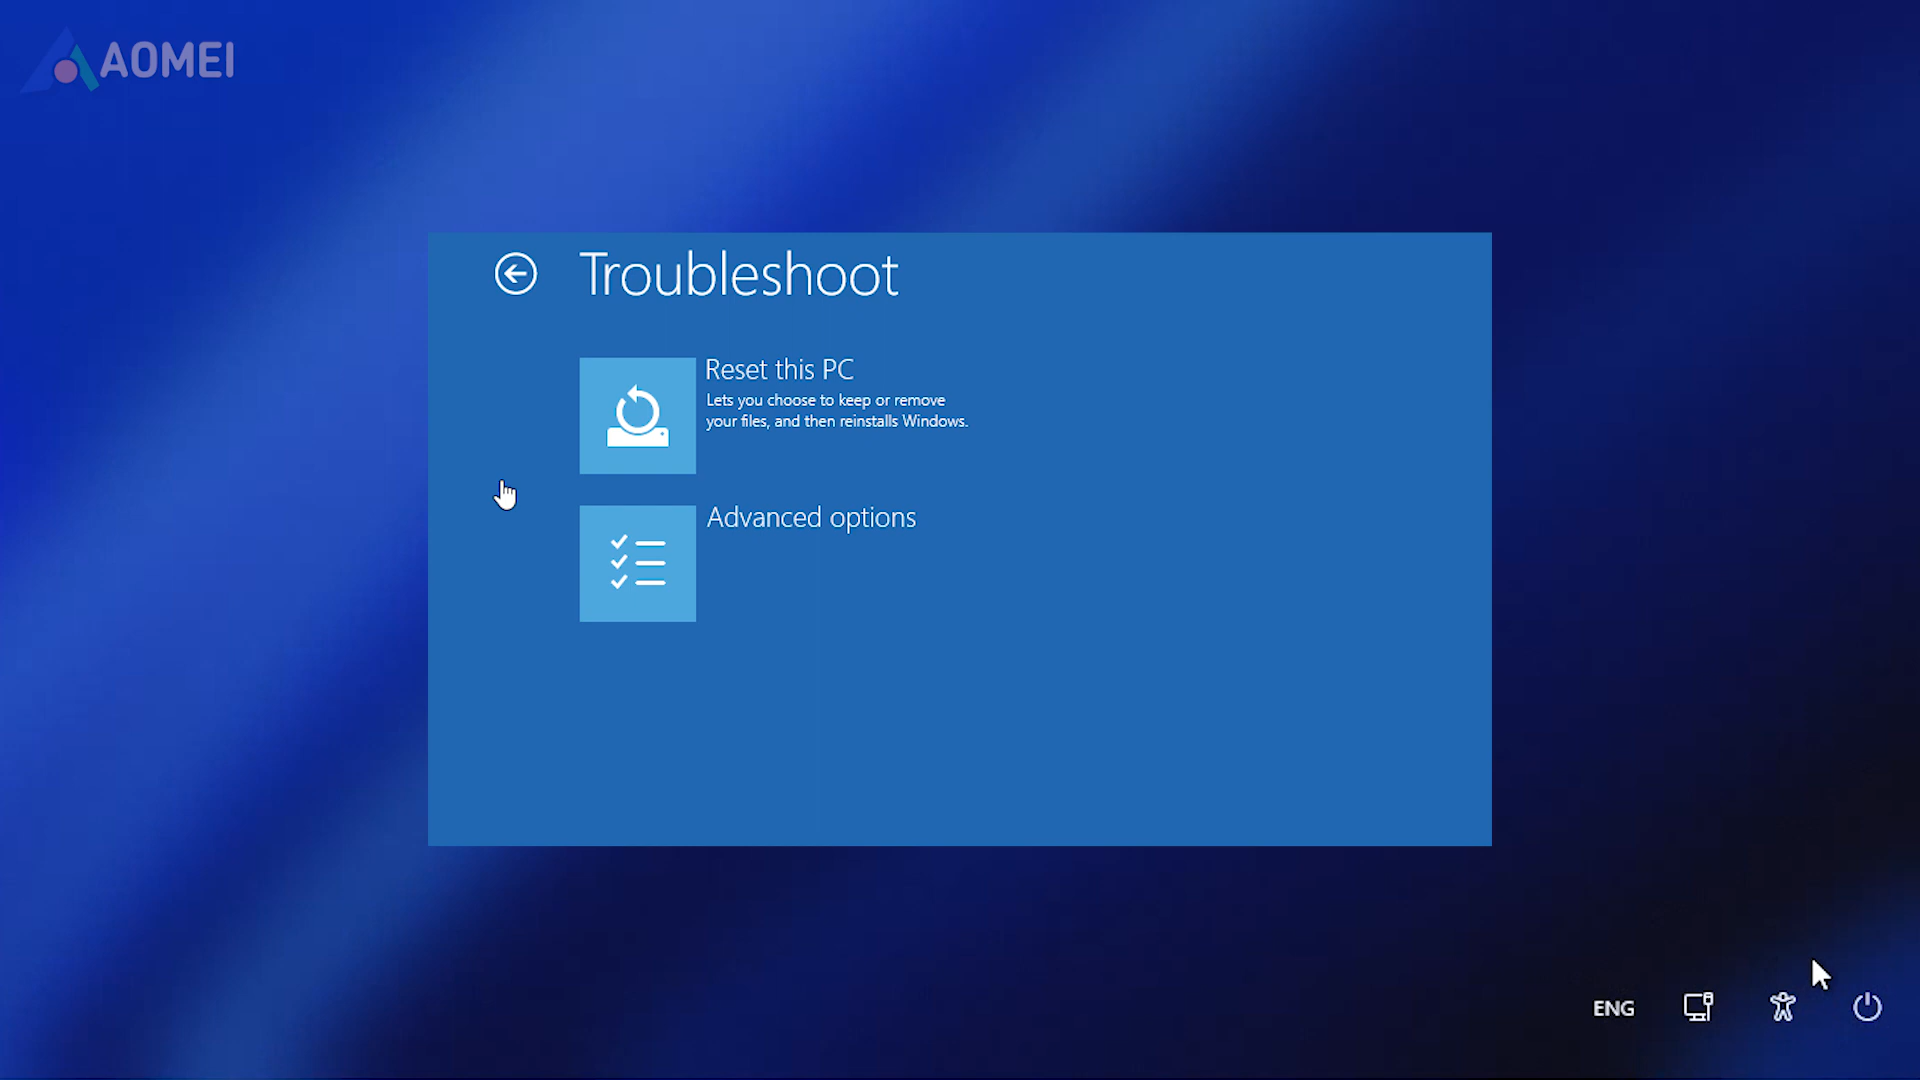 AOMEI
Troubleshoot
Reset this PC
Lets you choose to keep or remove
your files, and then reinstalls Windows.
Advanced options
ENG